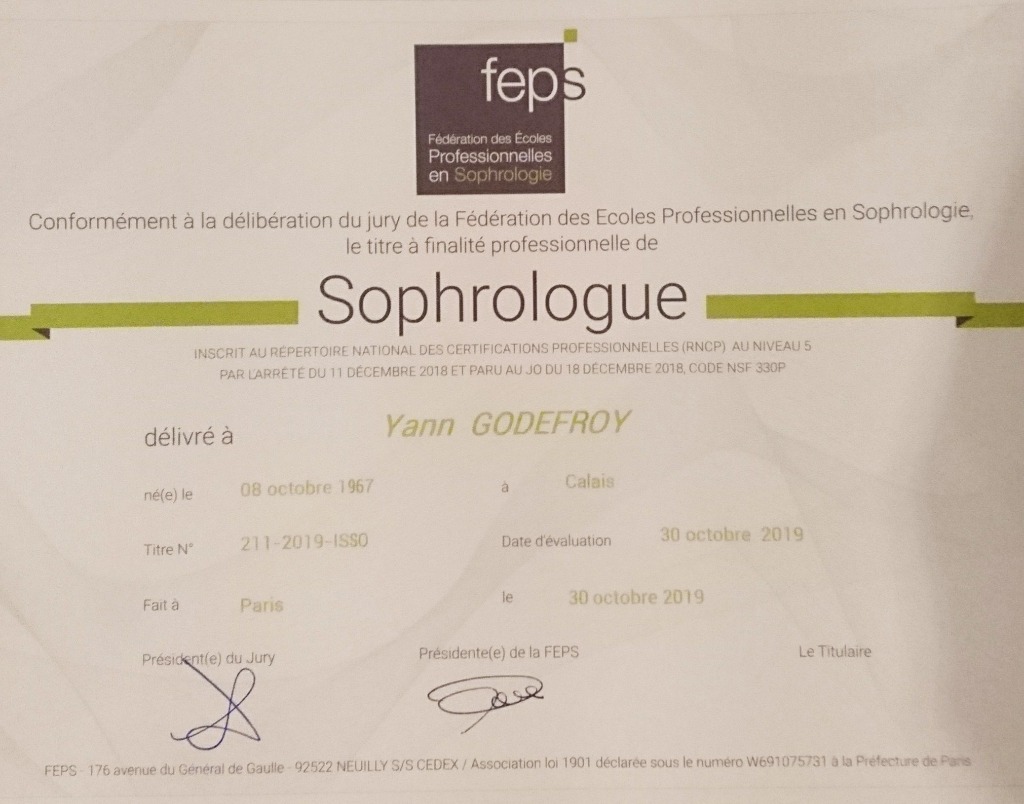 feps
Fédération des Écoles
Professionnelles
en Sophrologie
Conformément à la délibération du jury de la Fédération des Ecoles Professionnelles en Sophrologie,
le titre à finalité professionnelle de
Sophrologue
INSCRIT AU RÉPERTOIRE NATIONAL DES CERTIFICATIONS PROFESSIONNELLES (RNCP) AU NIVEAU 5
PAR L'ARRÊTÉ DU 11 DÉCEMBRE 2018 ET PARU AU JO DU 18 DÉCEMBRE 2018, CODE NSF 330P
délivré à Yann GODEFROY
né(e) le 08 octobre 1967 à Calais
Titre N° 211-2019-ISSO Date d'évaluation 30 octobre 2019
Fait à Paris le 30 octobre 2019
Président(e) du Jury Présidente(e) de la FEPS Le Titulaire
FEPS - 176 avenue du Général de Gaulle - 92522 NEUILLY S/S CEDEX / Association loi 1901 déclarée sous le numéro W691075731 à la Préfecture de Paris